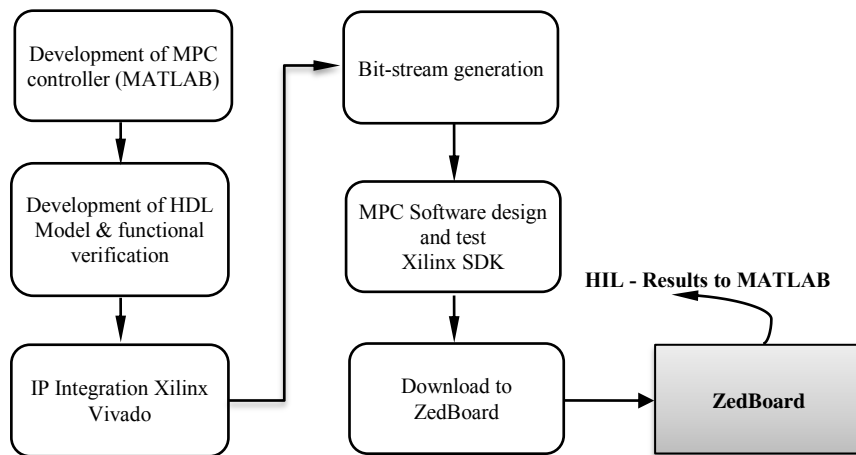 Development of MPC
controller (MATLAB)
Development of HDL
Model & functional
verification
IP Integration Xilinx
Vivado
Bit-stream generation
MPC Software design
and test
Xilinx SDK
Download to
ZedBoard
HIL - Results to MATLAB
ZedBoard